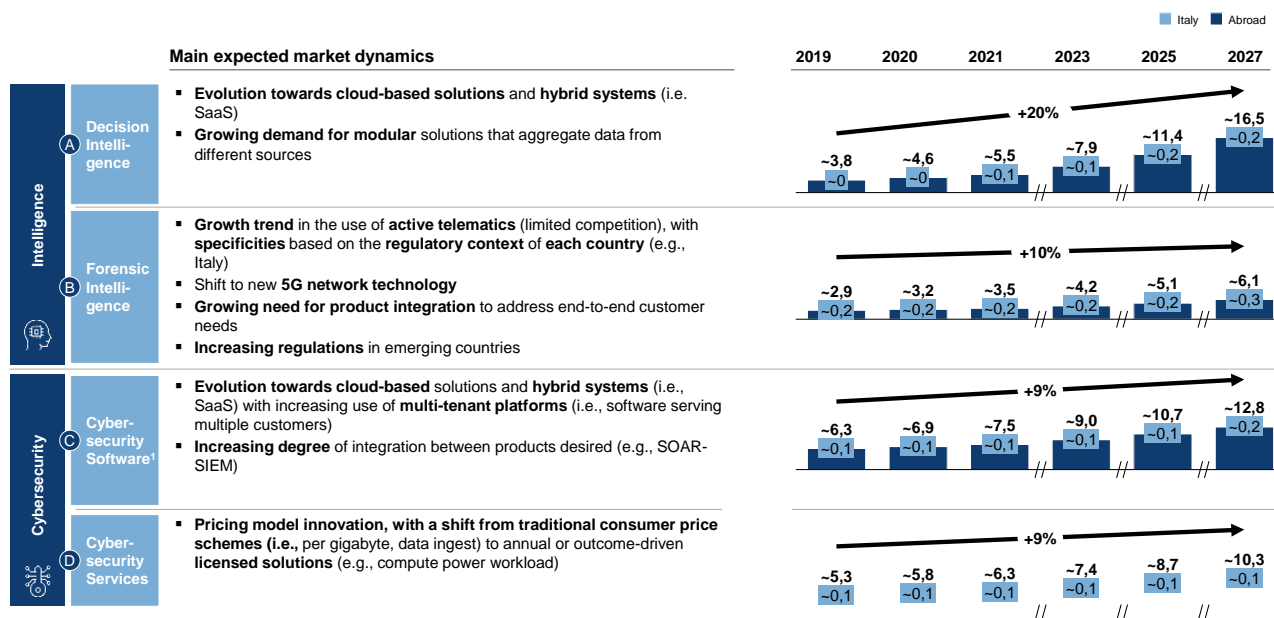 Italy Abroad
Main expected market dynamics
2019 2020 2021 2023 2025 2027
Intelligence
A
Decision
Intelli-
gence
▪ Evolution towards cloud-based solutions and hybrid systems (i.e.
SaaS)
▪ Growing demand for modular solutions that aggregate data from
different sources
+20%
~3,8 ~4,6 ~5,5 ~7,9 ~11,4 ~16,5
~0 ~0 ~0,1 ~0,1 ~0,2 ~0,2
// // //
B
Forensic
Intelli-
gence
▪ Growth trend in the use of active telematics (limited competition), with
specificities based on the regulatory context of each country (e.g.,
Italy)
▪ Shift to new 5G network technology
▪ Growing need for product integration to address end-to-end customer
needs
▪ Increasing regulations in emerging countries
+10%
~2,9 ~3,2 ~3,5 ~4,2 ~5,1 ~6,1
~0,2 ~0,2 ~0,2 ~0,2 ~0,2 ~0,3
// // //
Cybersecurity
C
Cyber-
security
Software¹
▪ Evolution towards cloud-based solutions and hybrid systems (i.e.,
SaaS) with increasing use of multi-tenant platforms (i.e., software serving
multiple customers)
▪ Increasing degree of integration between products desired (e.g., SOAR-
SIEM)
+9%
~6,3 ~6,9 ~7,5 ~9,0 ~10,7 ~12,8
~0,1 ~0,1 ~0,1 ~0,1 ~0,1 ~0,2
// // //
D
Cyber-
security
Services
▪ Pricing model innovation, with a shift from traditional consumer price
schemes (i.e., per gigabyte, data ingest) to annual or outcome-driven
licensed solutions (e.g., compute power workload)
+9%
~5,3 ~5,8 ~6,3 ~7,4 ~8,7 ~10,3
~0,1 ~0,1 ~0,1 ~0,1 ~0,1 ~0,1
// // //